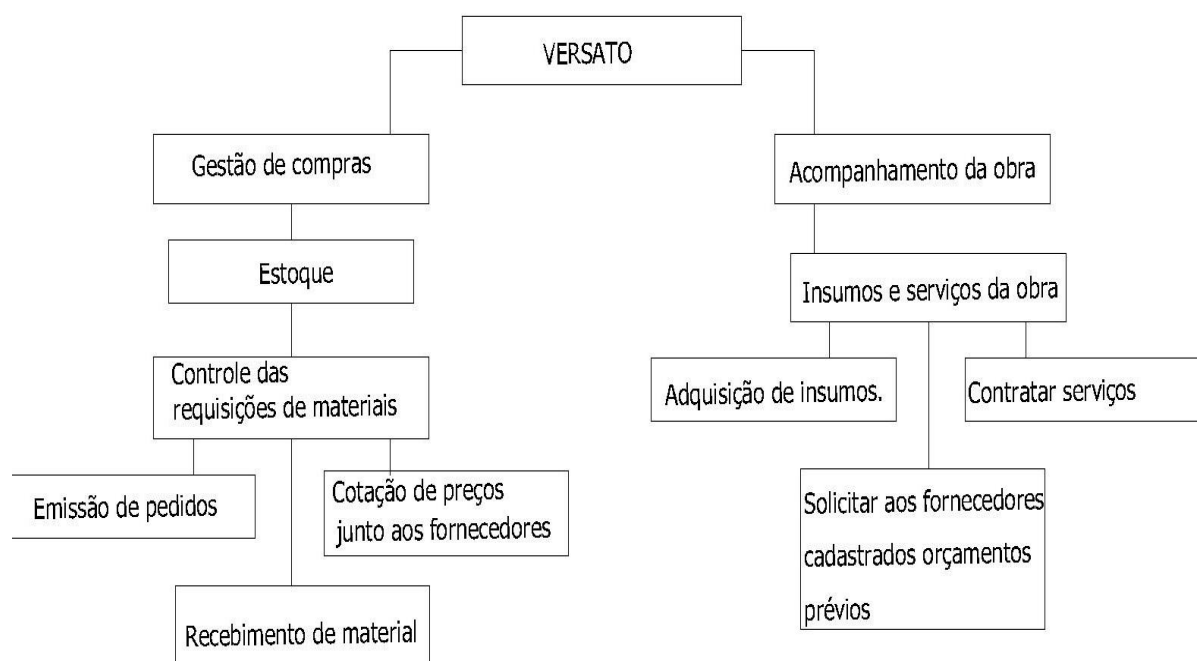 VERSATO
Gestão de compras
Acompanhamento da obra
Estoque
Insumos e serviços da obra
Controle das
requisições de materiais
Adquisição de insumos.
Contratar serviços
Emissão de pedidos
Cotação de preços
junto aos fornecedores
Solicitar aos fornecedores
cadastrados orçamentos
prévios
Recebimento de material